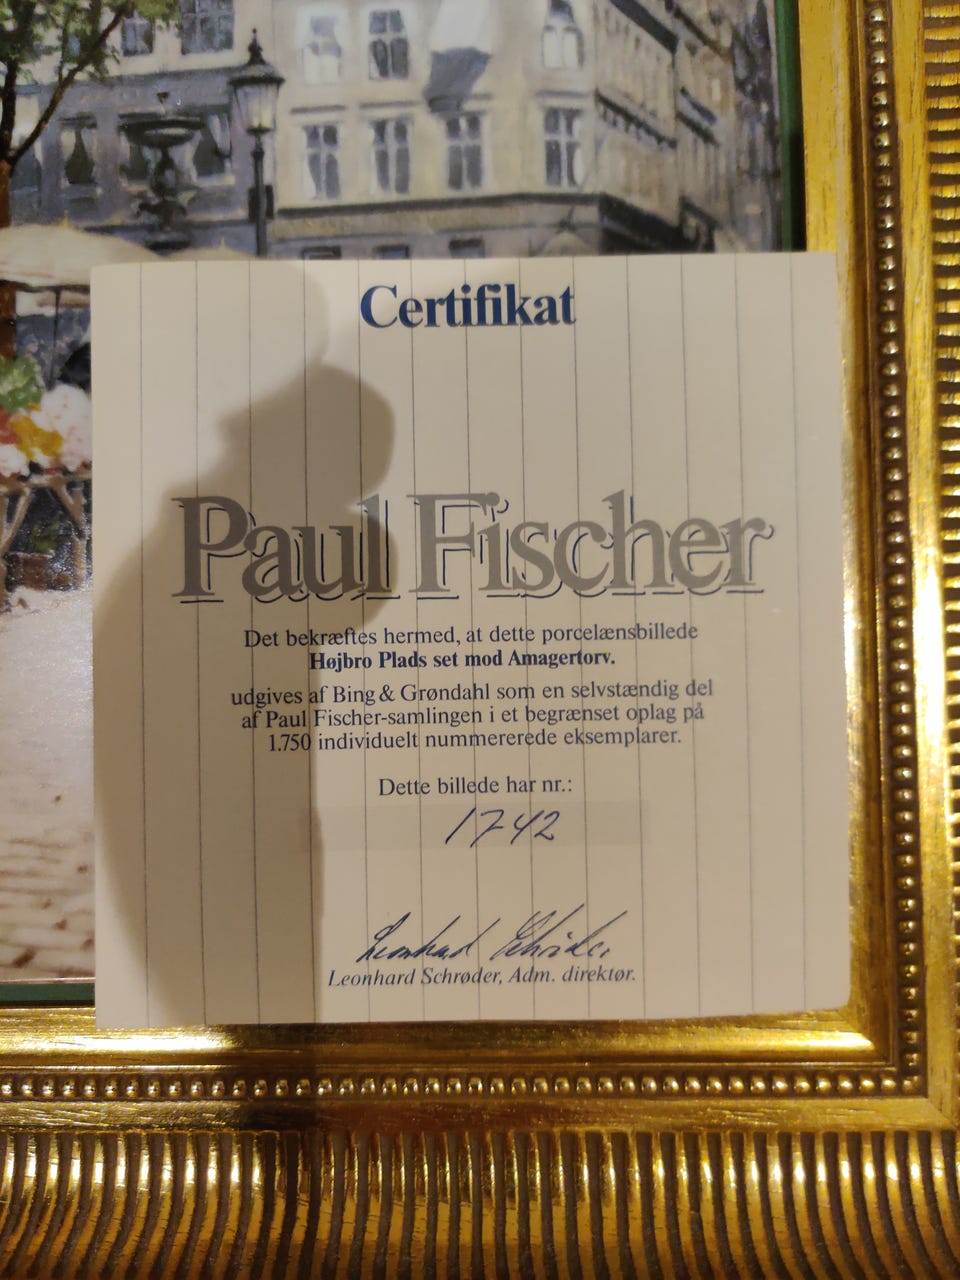 Certifikat
Paul Fischer
Det bekræftes hermed, at dette porcelænsbillede
Højbro Plads set mod Amagertorv.
udgives af Bing & Grøndahl som en selvstændig del
af Paul Fischer-samlingen i et begrænset oplag på
1.750 individuelt nummererede eksemplarer.
Dette billede har nr.:
1742
Leonhard Schrøder
Leonhard Schrøder, Adm. direktør.